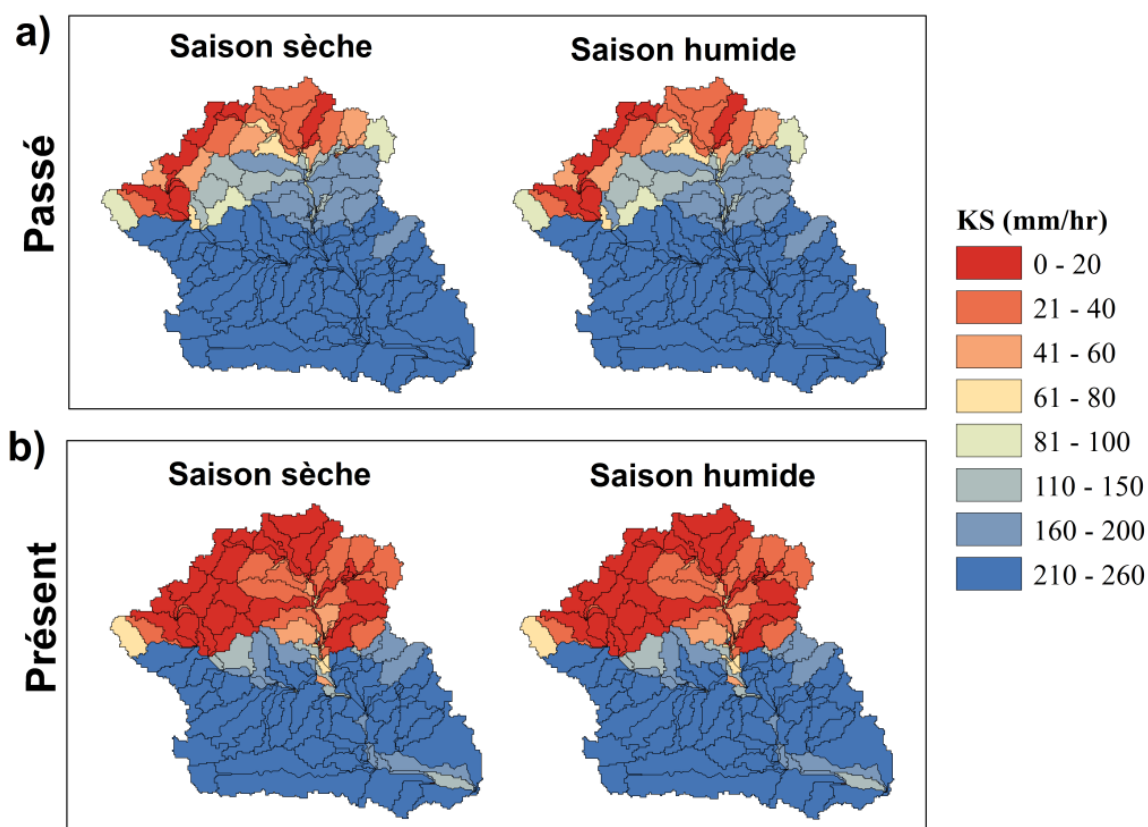 a)
Saison sèche
Saison humide
Passé
KS (mm/hr)
0 - 20
21 - 40
41 - 60
61 - 80
81 - 100
110 - 150
160 - 200
210 - 260
b)
Saison sèche
Saison humide
Présent